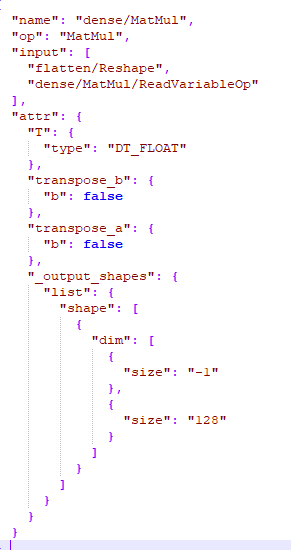 {
"name": "dense/MatMul",
"op": "MatMul",
"input": [
"flatten/Reshape",
"dense/MatMul/ReadVariableOp"
],
"attr": {
"T": {
"type": "DT_FLOAT"
},
"transpose_b": {
"b": false
},
"transpose_a": {
"b": false
},
"_output_shapes": {
"list": {
"shape": [
{
"dim": [
{
"size": "-1"
},
{
"size": "128"
}
]
}
]
}
}
}